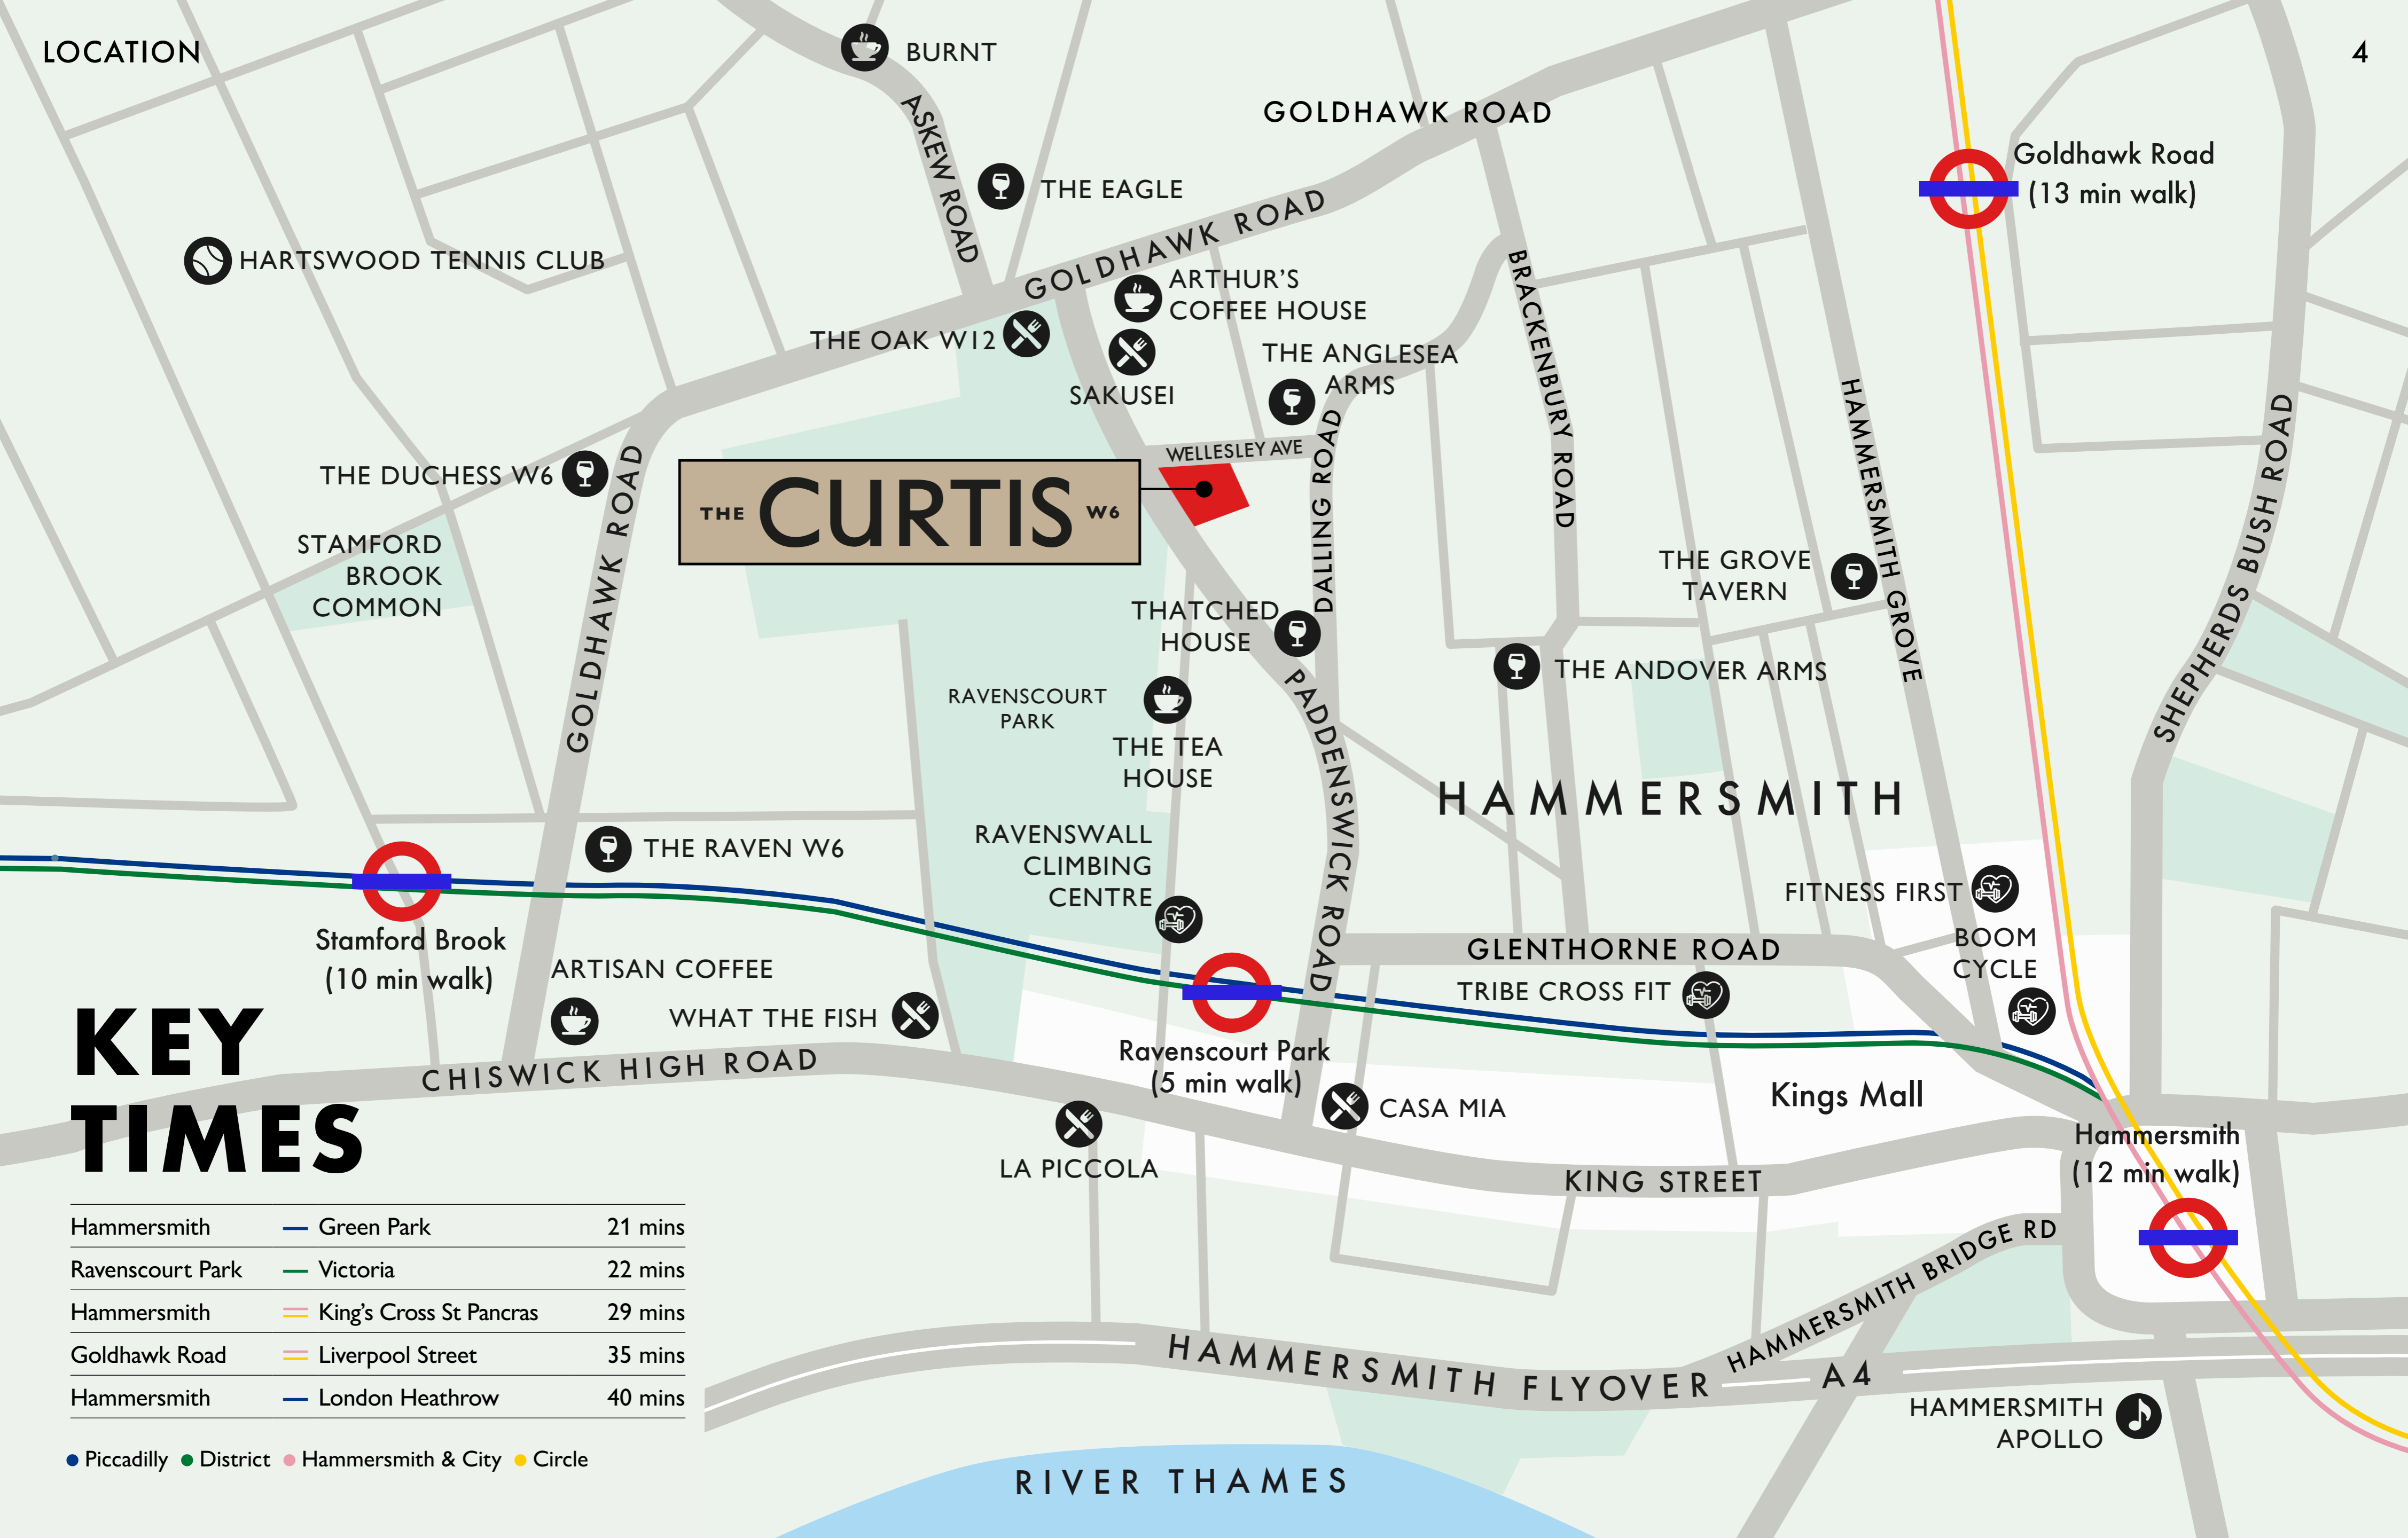 LOCATION
4
BURNT
ASKEW ROAD
GOLDHAWK ROAD
Goldhawk Road
(13 min walk)
THE EAGLE
GOLDHAWK ROAD
HARTSWOOD TENNIS CLUB
ARTHUR'S
COFFEE HOUSE
THE OAK W12
SAKUSEI
THE ANGLESEA
ARMS
BRACKENBURY ROAD
HAMMERSMITH GROVE
SHEPHERDS BUSH ROAD
WELLESLEY AVE
DALLING ROAD
THE DUCHESS W6
GOLDHAWK ROAD
THE CURTIS W6
STAMFORD
BROOK
COMMON
THE GROVE
TAVERN
THATCHED
HOUSE
THE ANDOVER ARMS
RAVENSCOURT
PARK
PADDENSWICK ROAD
THE TEA
HOUSE
HAMMERSMITH
THE RAVEN W6
RAVENSWALL
CLIMBING
CENTRE
FITNESS FIRST
Stamford Brook
(10 min walk)
GLENTHORNE ROAD
BOOM
CYCLE
ARTISAN COFFEE
TRIBE CROSS FIT
WHAT THE FISH
CHISWICK HIGH ROAD
Ravenscourt Park
(5 min walk)
Kings Mall
CASA MIA
Hammersmith
(12 min walk)
LA PICCOLA
KING STREET
HAMMERSMITH BRIDGE RD
HAMMERSMITH FLYOVER
A4
HAMMERSMITH
APOLLO
RIVER THAMES
KEY
TIMES
Hammersmith Green Park 21 mins
Ravenscourt Park Victoria 22 mins
Hammersmith King's Cross St Pancras 29 mins
Goldhawk Road Liverpool Street 35 mins
Hammersmith London Heathrow 40 mins
Piccadilly District Hammersmith & City Circle